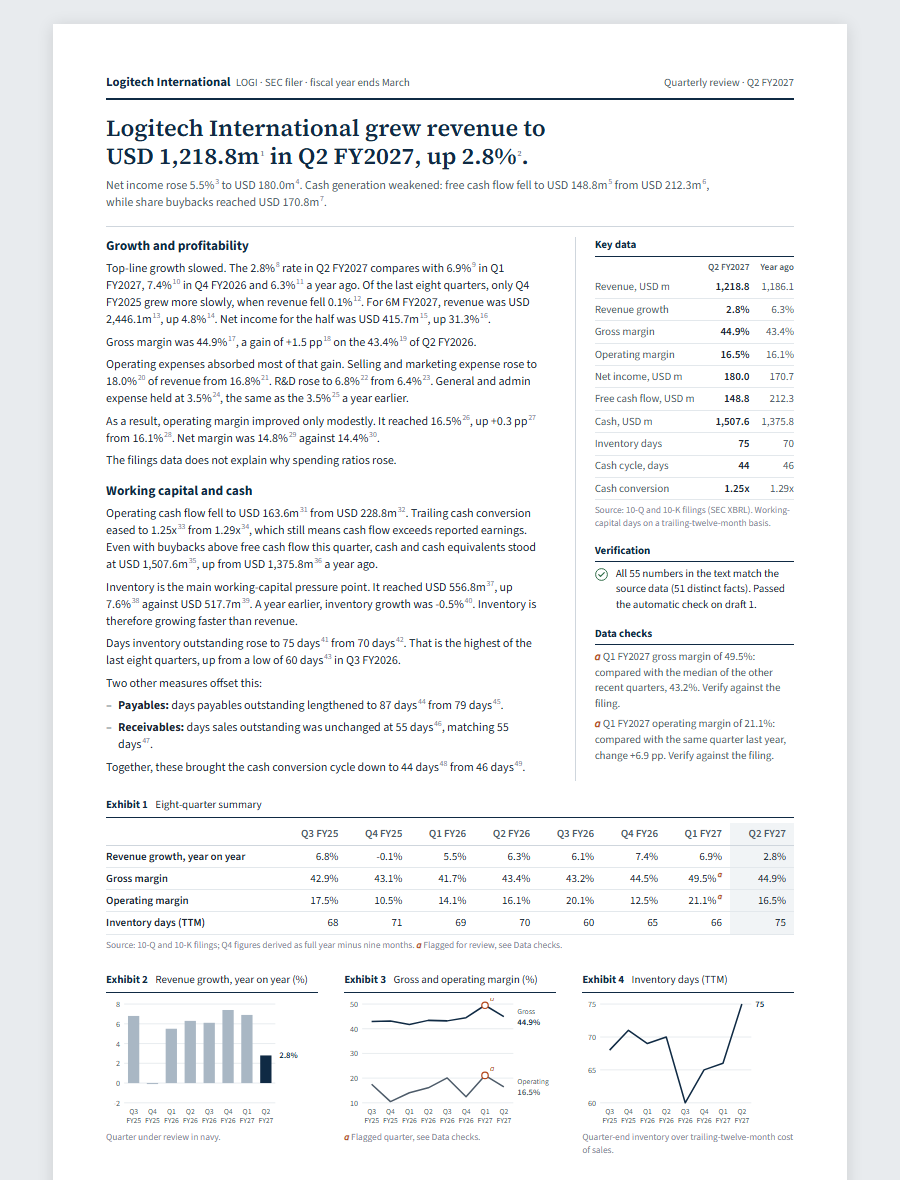 Logitech International LOGI · SEC filer · fiscal year ends March
Quarterly review · Q2 FY2027
Logitech International grew revenue to
USD 1,218.8m¹ in Q2 FY2027, up 2.8%².
Net income rose 5.5%³ to USD 180.0m⁴. Cash generation weakened: free cash flow fell to USD 148.8m⁵ from USD 212.3m⁶,
while share buybacks reached USD 170.8m⁷.
Growth and profitability
Top-line growth slowed. The 2.8%⁸ rate in Q2 FY2027 compares with 6.9%⁹ in Q1
FY2027, 7.4%¹⁰ in Q4 FY2026 and 6.3%¹¹ a year ago. Of the last eight quarters, only Q4
FY2025 grew more slowly, when revenue fell 0.1%¹². For 6M FY2027, revenue was USD
2,446.1m¹³, up 4.8%¹⁴. Net income for the half was USD 415.7m¹⁵, up 31.3%¹⁶.
Gross margin was 44.9%¹⁷, a gain of +1.5 pp¹⁸ on the 43.4%¹⁹ of Q2 FY2026.
Operating expenses absorbed most of that gain. Selling and marketing expense rose to
18.0%²⁰ of revenue from 16.8%²¹. R&D rose to 6.8%²² from 6.4%²³. General and admin
expense held at 3.5%²⁴, the same as the 3.5%²⁵ a year earlier.
As a result, operating margin improved only modestly. It reached 16.5%²⁶, up +0.3 pp²⁷
from 16.1%²⁸. Net margin was 14.8%²⁹ against 14.4%³⁰.
The filings data does not explain why spending ratios rose.
Working capital and cash
Operating cash flow fell to USD 163.6m³¹ from USD 228.8m³². Trailing cash conversion
eased to 1.25x³³ from 1.29x³⁴, which still means cash flow exceeds reported earnings.
Even with buybacks above free cash flow this quarter, cash and cash equivalents stood
at USD 1,507.6m³⁵, up from USD 1,375.8m³⁶ a year ago.
Inventory is the main working-capital pressure point. It reached USD 556.8m³⁷, up
7.6%³⁸ against USD 517.7m³⁹. A year earlier, inventory growth was -0.5%⁴⁰. Inventory is
therefore growing faster than revenue.
Days inventory outstanding rose to 75 days⁴¹ from 70 days⁴². That is the highest of the
last eight quarters, up from a low of 60 days⁴³ in Q3 FY2026.
Two other measures offset this:
– Payables: days payables outstanding lengthened to 87 days⁴⁴ from 79 days⁴⁵.
– Receivables: days sales outstanding was unchanged at 55 days⁴⁶, matching 55
days⁴⁷.
Together, these brought the cash conversion cycle down to 44 days⁴⁸ from 46 days⁴⁹.
Key data
Q2 FY2027 Year ago
Revenue, USD m 1,218.8 1,186.1
Revenue growth 2.8% 6.3%
Gross margin 44.9% 43.4%
Operating margin 16.5% 16.1%
Net income, USD m 180.0 170.7
Free cash flow, USD m 148.8 212.3
Cash, USD m 1,507.6 1,375.8
Inventory days 75 70
Cash cycle, days 44 46
Cash conversion 1.25x 1.29x
Source: 10-Q and 10-K filings (SEC XBRL). Working-
capital days on a trailing-twelve-month basis.
Verification
All 55 numbers in the text match the
source data (51 distinct facts). Passed
the automatic check on draft 1.
Data checks
a Q1 FY2027 gross margin of 49.5%:
compared with the median of the other
recent quarters, 43.2%. Verify against the
filing.
a Q1 FY2027 operating margin of 21.1%:
compared with the same quarter last year,
change +6.9 pp. Verify against the filing.
Exhibit 1 Eight-quarter summary
Q3 FY25 Q4 FY25 Q1 FY26 Q2 FY26 Q3 FY26 Q4 FY26 Q1 FY27 Q2 FY27
Revenue growth, year on year 6.8% -0.1% 5.5% 6.3% 6.1% 7.4% 6.9% 2.8%
Gross margin 42.9% 43.1% 41.7% 43.4% 43.2% 44.5% 49.5% a 44.9%
Operating margin 17.5% 10.5% 14.1% 16.1% 20.1% 12.5% 21.1% a 16.5%
Inventory days (TTM) 68 71 69 70 60 65 66 75
Source: 10-Q and 10-K filings; Q4 figures derived as full year minus nine months. a Flagged for review, see Data checks.
Exhibit 2 Revenue growth, year on year (%)
8
6
4
2
0
2
2.8%
Q3 Q4 Q1 Q2 Q3 Q4 Q1 Q2
FY25 FY25 FY26 FY26 FY26 FY26 FY27 FY27
Quarter under review in navy.
Exhibit 3 Gross and operating margin (%)
50
40
30
20
10
a
Gross
44.9%
a
Operating
16.5%
Q3 Q4 Q1 Q2 Q3 Q4 Q1 Q2
FY25 FY25 FY26 FY26 FY26 FY26 FY27 FY27
a Flagged quarter, see Data checks.
Exhibit 4 Inventory days (TTM)
75
70
65
60
75
Q3 Q4 Q1 Q2 Q3 Q4 Q1 Q2
FY25 FY25 FY26 FY26 FY26 FY26 FY27 FY27
Quarter-end inventory over trailing-twelve-month cost
of sales.